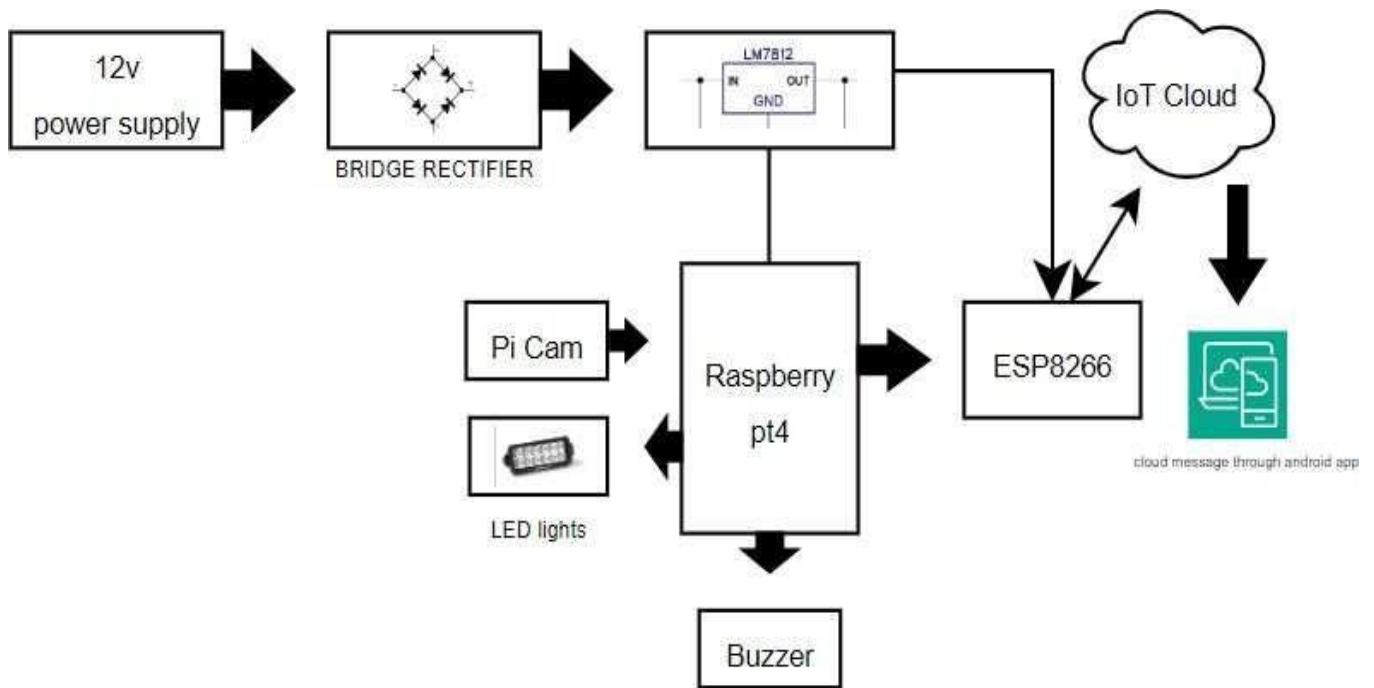 12v
power supply
BRIDGE RECTIFIER
LM7812
IN
OUT
GND
IoT Cloud
Pi Cam
Raspberry
pt4
ESP8266
LED lights
cloud message through android app
Buzzer